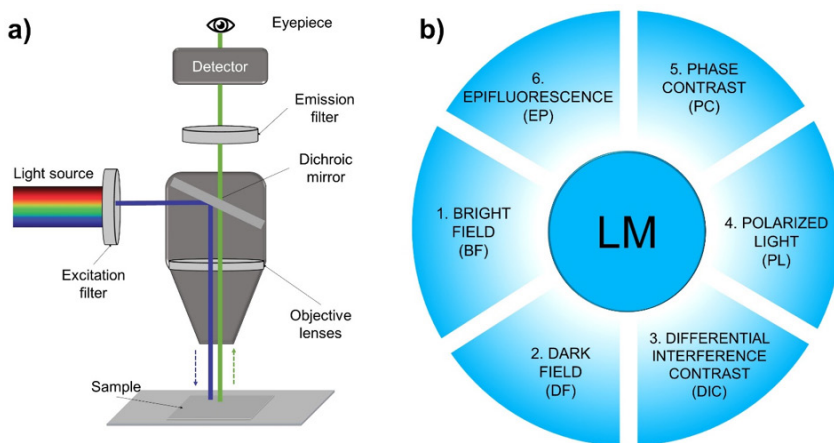 a)
Eyepiece
Detector
Emission
filter
Dichroic
mirror
Light source
Excitation
filter
Objective
lenses
Sample
b)
6.
EPIFLUORESCENCE
(EP)
5. PHASE
CONTRAST
(PC)
1. BRIGHT
FIELD
(BF)
LM
4. POLARIZED
LIGHT
(PL)
2. DARK
FIELD
(DF)
3. DIFFERENTIAL
INTERFERENCE
CONTRAST
(DIC)